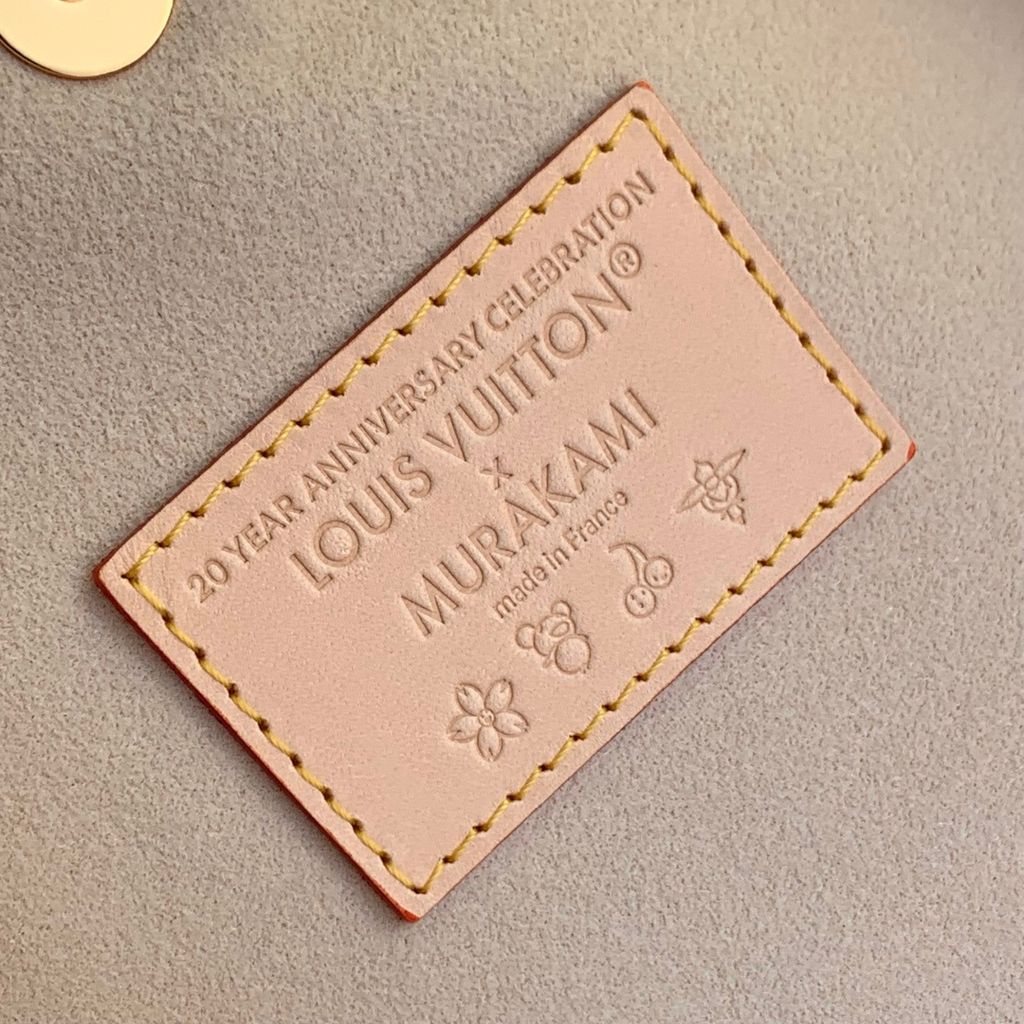 20 YEAR ANNIVERSARY CELEBRATION
LOUIS VUITTON®
X
MURAKAMI
made in France